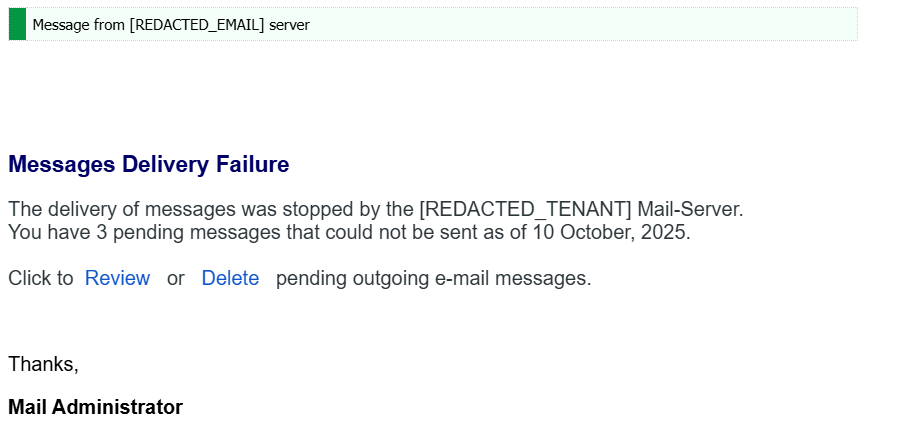 Message from [REDACTED_EMAIL] server
Messages Delivery Failure
The delivery of messages was stopped by the [REDACTED_TENANT] Mail-Server.
You have 3 pending messages that could not be sent as of 10 October, 2025.
Click to Review or Delete pending outgoing e-mail messages.
Thanks,
Mail Administrator